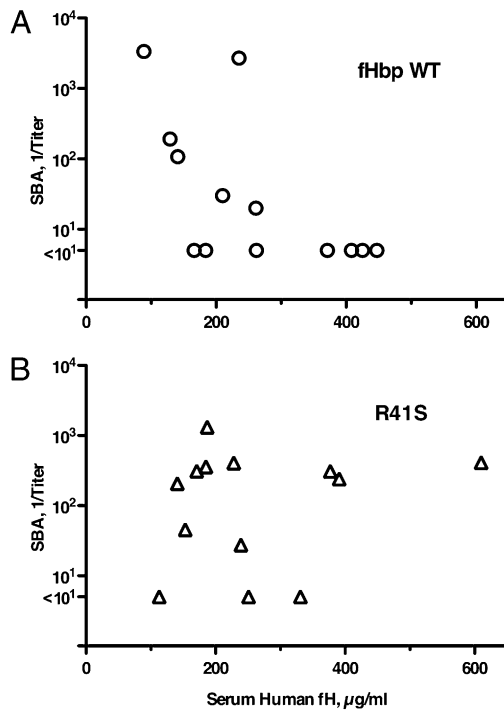 A
fHbp WT
SBA, 1/Titer
10⁴
10³
10²
10¹
<10¹
0 200 400 600
B
R41S
SBA, 1/Titer
10⁴
10³
10²
10¹
<10¹
0 200 400 600
Serum Human fH, µg/ml